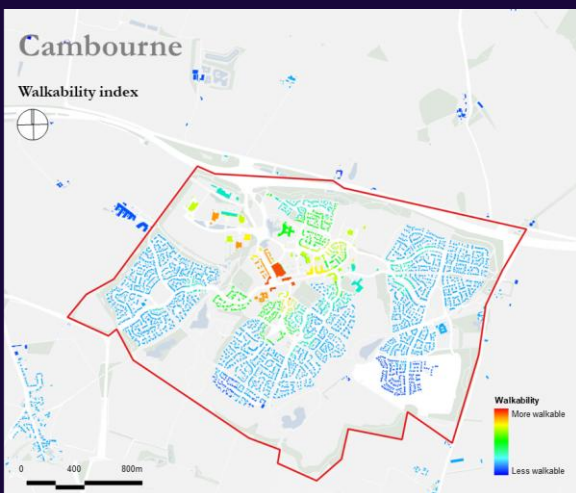 Cambourne
Walkability index
Walkability
More walkable
Less walkable
0 400 800m